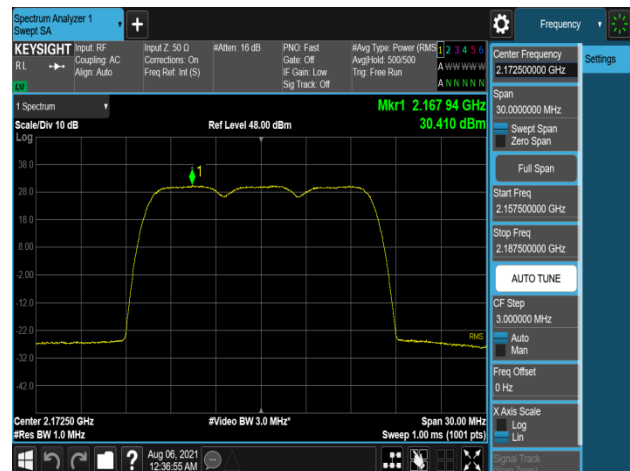 Spectrum Analyzer 1
Swept SA
Frequency
KEYSIGHT
RL
LU
Input: RF
Coupling: AC
Align: Auto
Input Z: 50 Ω
Corrections: On
Freq Ref: Int (S)
#Atten: 16 dB
PNO: Fast
Gate: Off
IF Gain: Low
Sig Track: Off
#Avg Type: Power (RMS
Avg|Hold: 500/500
Trig: Free Run
1 2 3 4 5 6
A W W W W W
A N N N N N
1 Spectrum
Scale/Div 10 dB
Log
Ref Level 48.00 dBm
Mkr1 2.167 94 GHz
30.410 dBm
1
38.0
28.0
18.0
8.00
-2.00
-12.0
-22.0
-32.0
-42.0
RMS
Center 2.17250 GHz
#Res BW 1.0 MHz
#Video BW 3.0 MHz*
Span 30.00 MHz
Sweep 1.00 ms (1001 pts)
Aug 06, 2021
12:36:55 AM
?
Center Frequency
2.172500000 GHz
Settings
Span
30.0000000 MHz
Swept Span
Zero Span
Full Span
Start Freq
2.157500000 GHz
Stop Freq
2.187500000 GHz
AUTO TUNE
CF Step
3.000000 MHz
Auto
Man
Freq Offset
0 Hz
X Axis Scale
Log
Lin
Signal Track
(Span Zoom)